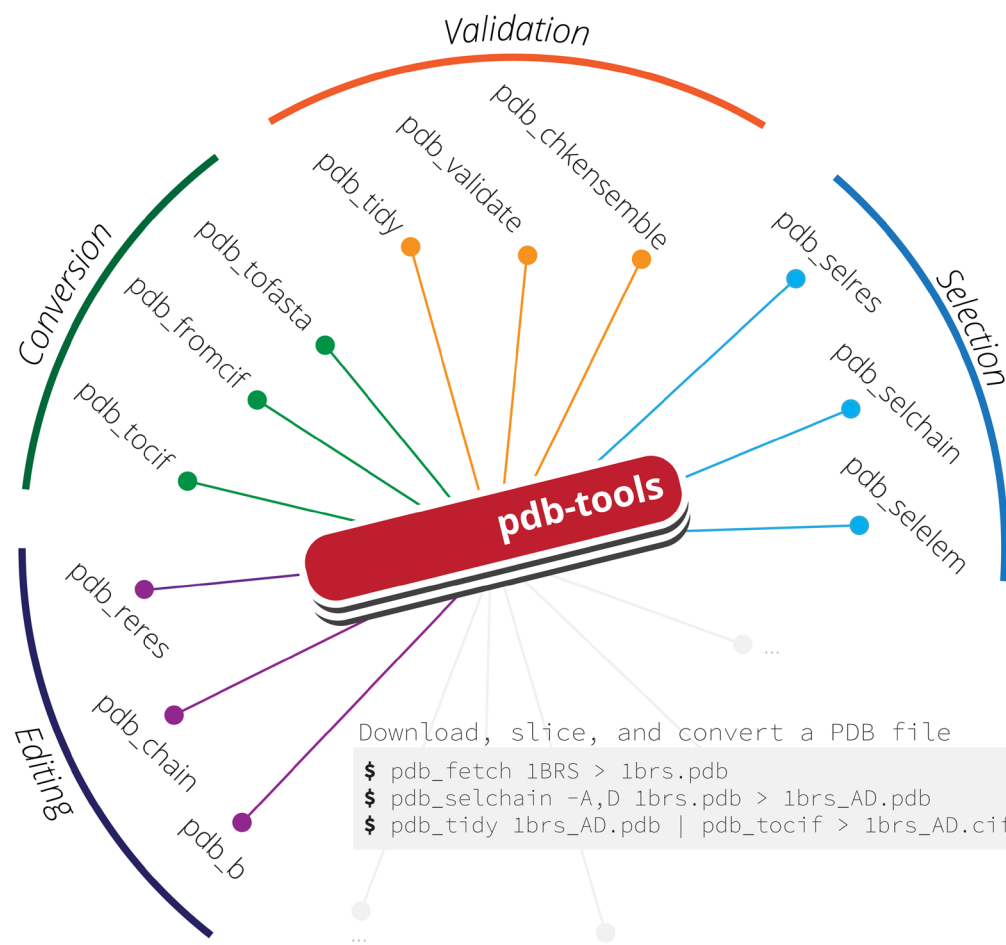 Validation
pdb_chkensemble
pdb_validate
pdb_tidy
Selection
pdb_selres
pdb_selchain
pdb_selelem
Conversion
pdb_tofasta
pdb_fromcif
pdb_tocif
pdb-tools
Editing
pdb_reres
pdb_chain
pdb_b
...
Download, slice, and convert a PDB file
$ pdb_fetch 1BRS > 1brs.pdb
$ pdb_selchain -A,D 1brs.pdb > 1brs_AD.pdb
$ pdb_tidy 1brs_AD.pdb | pdb_tocif > 1brs_AD.cif
...